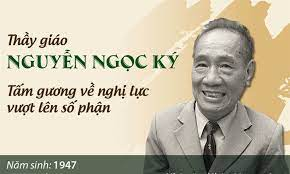 Thầy giáo
NGUYỄN NGỌC KÝ
Tấm gương về nghị lực
vượt lên số phận
Năm sinh: 1947